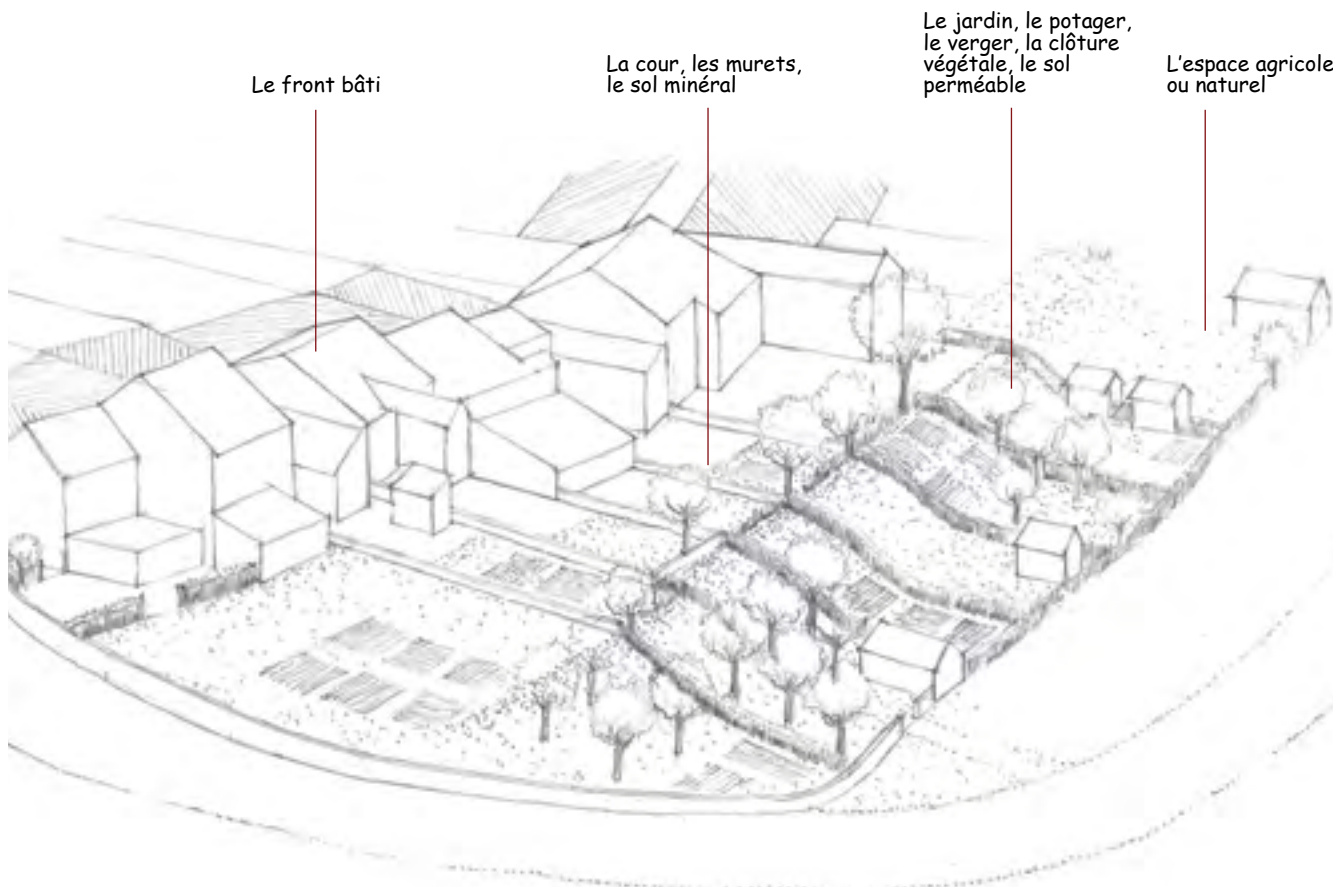 Le front bâti
La cour, les murets,
le sol minéral
Le jardin, le potager,
le verger, la clôture
végétale, le sol
perméable
L'espace agricole
ou naturel